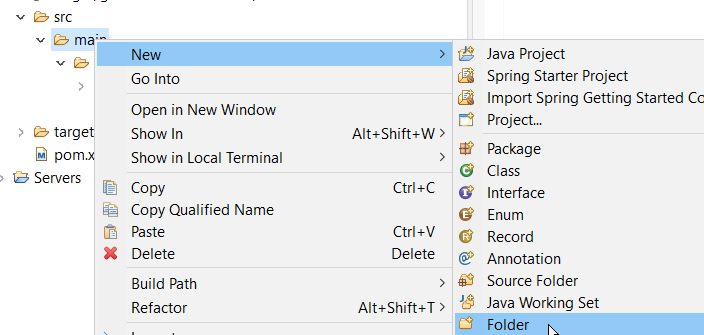 src
main
New
Go Into
Open in New Window
Show In Alt+Shift+W
Show in Local Terminal
Copy Ctrl+C
Copy Qualified Name
Paste Ctrl+V
Delete Delete
Build Path
Refactor Alt+Shift+T
target
pom.x
Servers
Java Project
Spring Starter Project
Import Spring Getting Started Co
Project...
Package
Class
Interface
Enum
Record
Annotation
Source Folder
Java Working Set
Folder